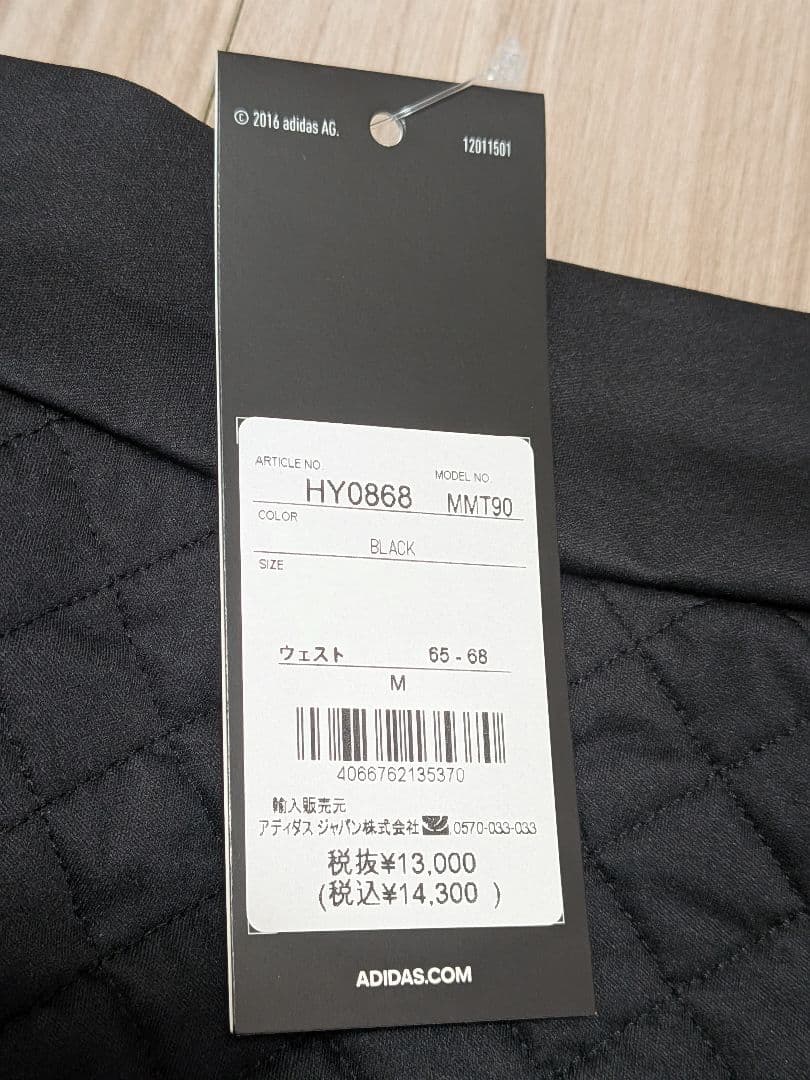 © 2016 adidas AG.
12011501
ARTICLE NO.
MODEL NO.
HY0868 MMT90
COLOR
BLACK
SIZE
ウェスト 65 - 68
M
4066762135370
輸入販売元
アディダス ジャパン株式会社 0570-033-033
税抜¥13,000
(税込¥14,300 )
ADIDAS.COM